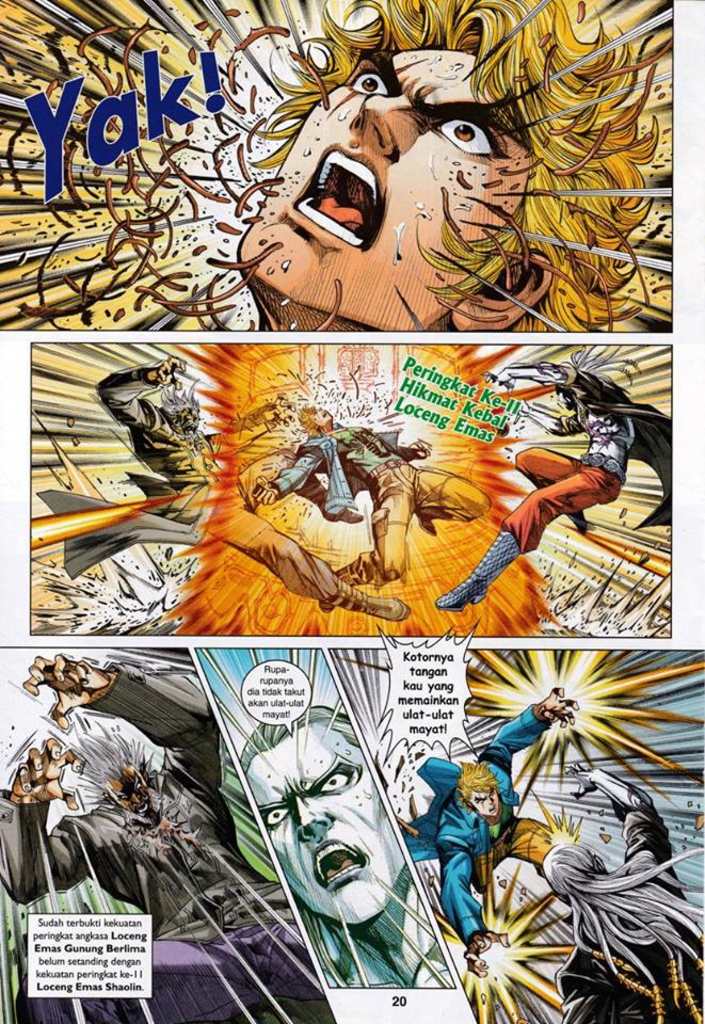 Yak!
Peringkat Ke-11
Hikmat Kebal
Loceng Emas
Sudah terbukti kekuatan
peringkat angkasa Loceng
Emas Gunung Berlima
belum setanding dengan
kekuatan peringkat ke-11
Loceng Emas Shaolin.
Rupa-
rupanya
dia tidak takut
akan ulat-ulat
mayat!
Kotornya
tangan
kau yang
memainkan
ulat-ulat
mayat!
20